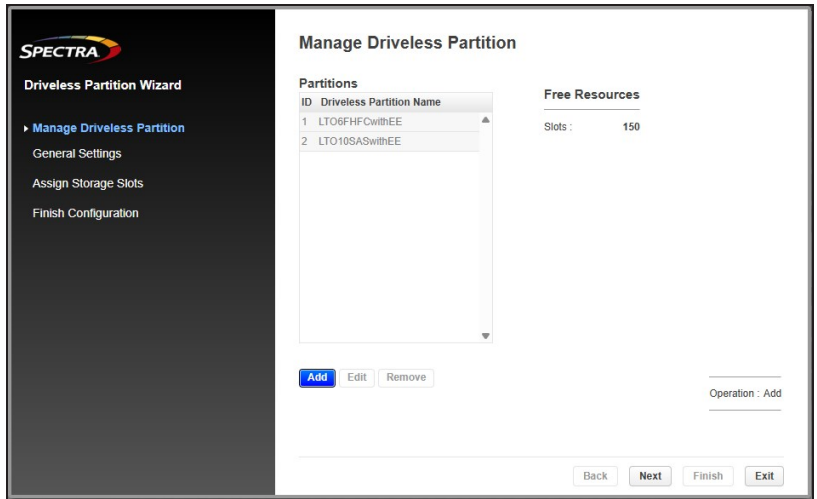 SPECTRA
Driveless Partition Wizard
Manage Driveless Partition
General Settings
Assign Storage Slots
Finish Configuration
Manage Driveless Partition
Partitions
ID Driveless Partition Name
1 LTO6FHFCwithEE
2 LTO10SASwithEE
Free Resources
Slots : 150
Add Edit Remove
Operation : Add
Back Next Finish Exit